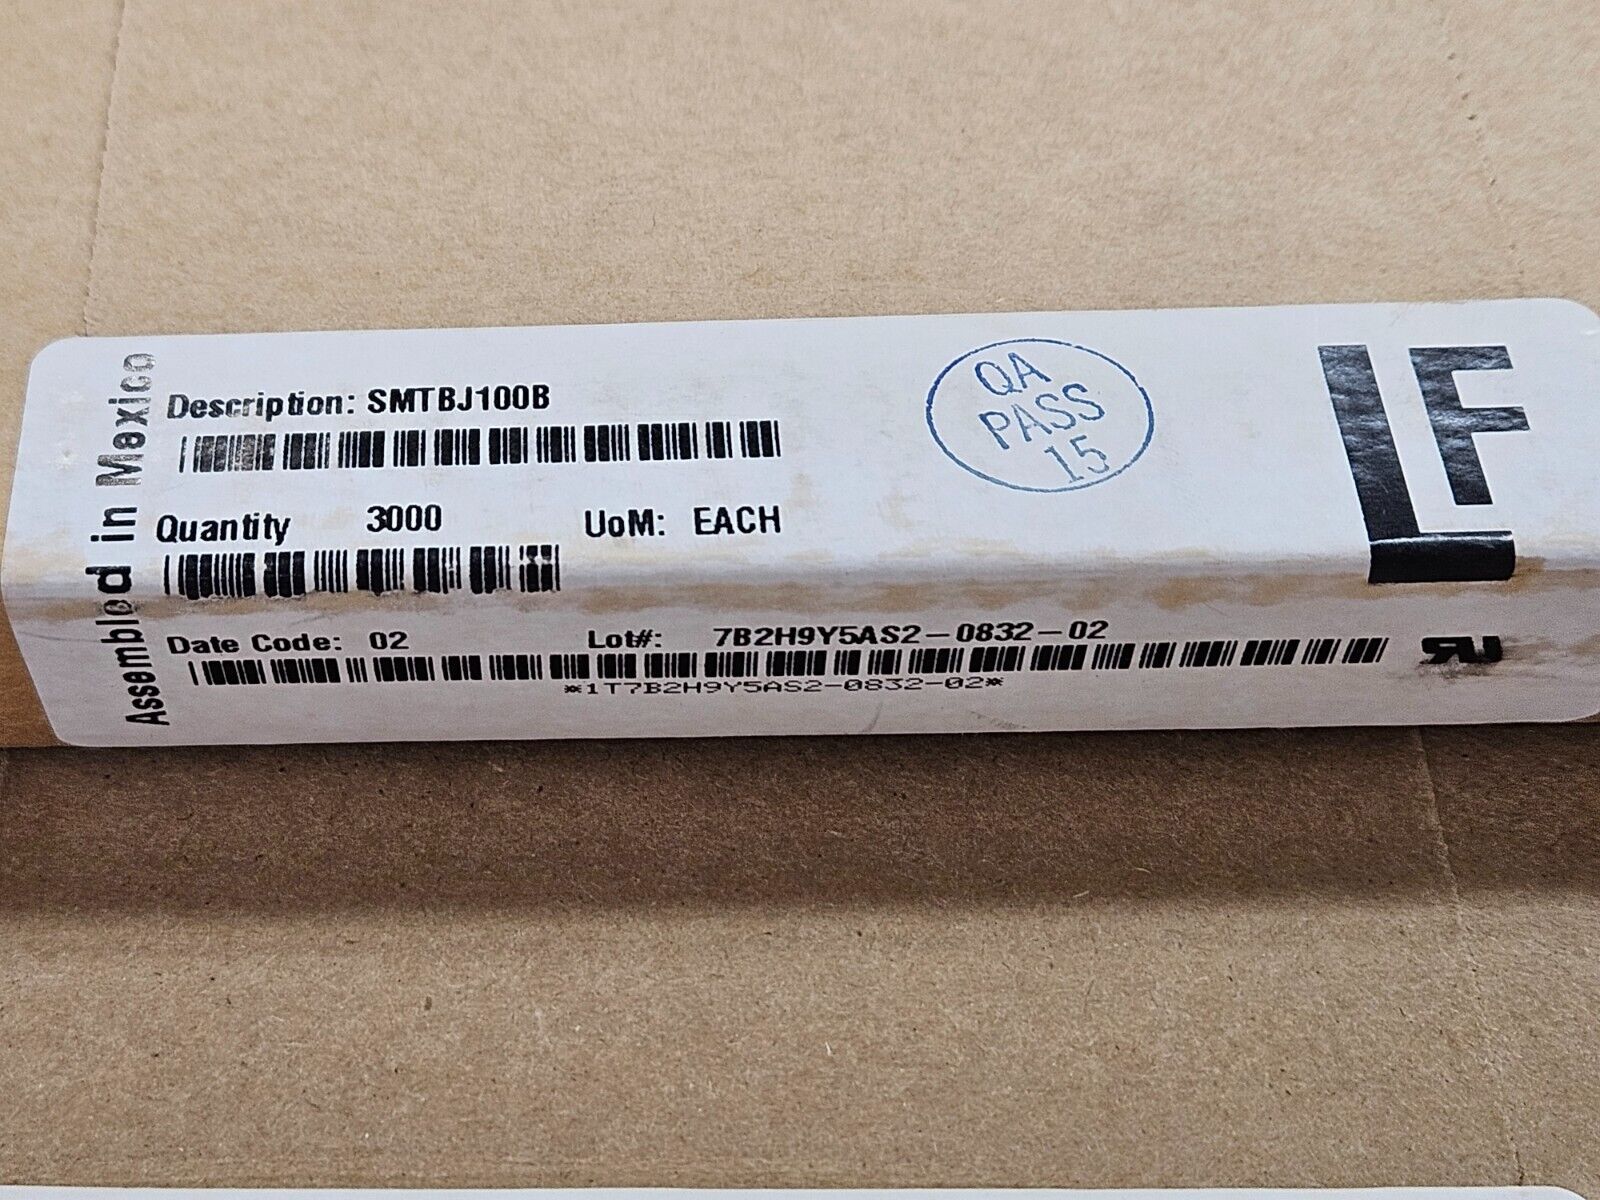 Assembled in Mexico
Description: SMTBJ100B
QA
PASS
15
LF
Quantity 3000 UoM: EACH
Date Code: 02 Lot#: 7B2H9Y5AS2-0832-02
*1T7B2H9Y5AS2-0832-02*